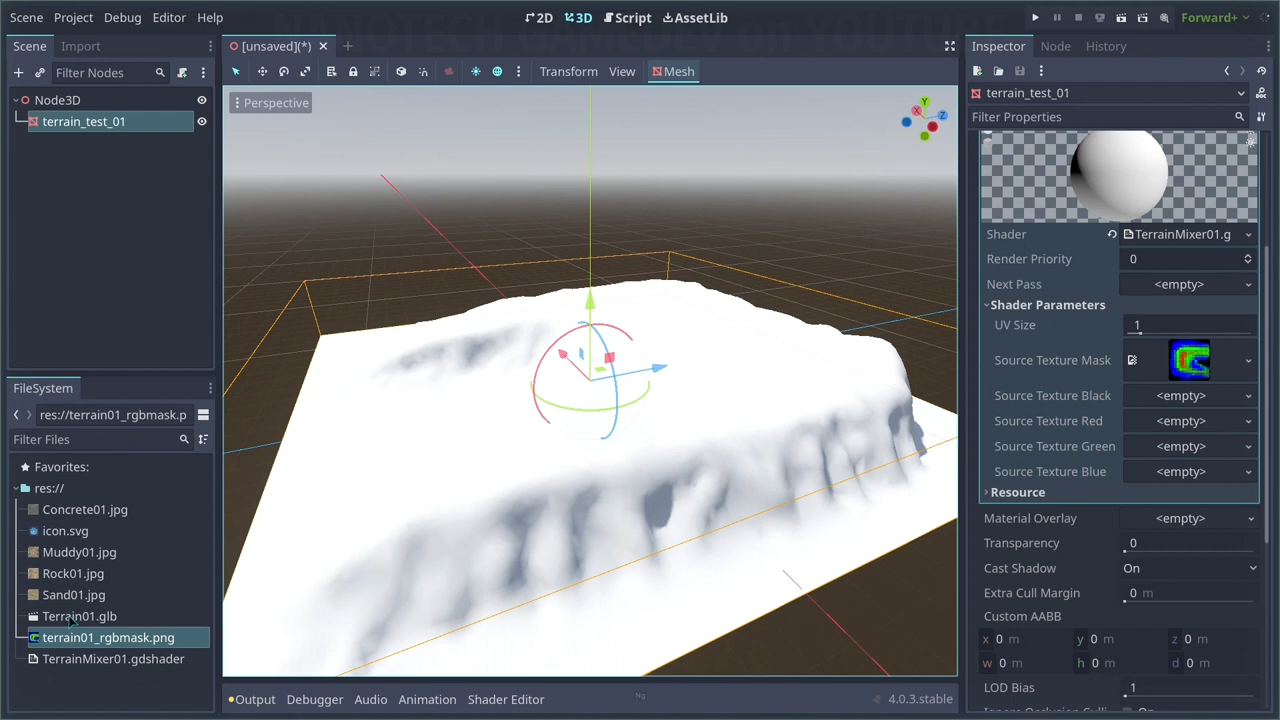 Scene Project Debug Editor Help
2D 3D Script AssetLib
Forward+
Scene Import
[unsaved](*)
Inspector Node History
Filter Nodes
Transform View Mesh
Node3D
terrain_test_01
Perspective
Y
X
Z
terrain_test_01
Filter Properties
Shader TerrainMixer01.g
Render Priority 0
Next Pass <empty>
Shader Parameters
UV Size 1
Source Texture Mask
Source Texture Black <empty>
Source Texture Red <empty>
Source Texture Green <empty>
Source Texture Blue <empty>
Resource
Material Overlay <empty>
Transparency 0
Cast Shadow On
Extra Cull Margin 0 m
Custom AABB
x 0 m y 0 m z 0 m
w 0 m h 0 m d 0 m
LOD Bias 1
FileSystem
res://terrain01_rgbmask.p
Filter Files
Favorites:
res://
Concrete01.jpg
icon.svg
Muddy01.jpg
Rock01.jpg
Sand01.jpg
Terrain01.glb
terrain01_rgbmask.png
TerrainMixer01.gdshader
Output Debugger Audio Animation Shader Editor
4.0.3.stable